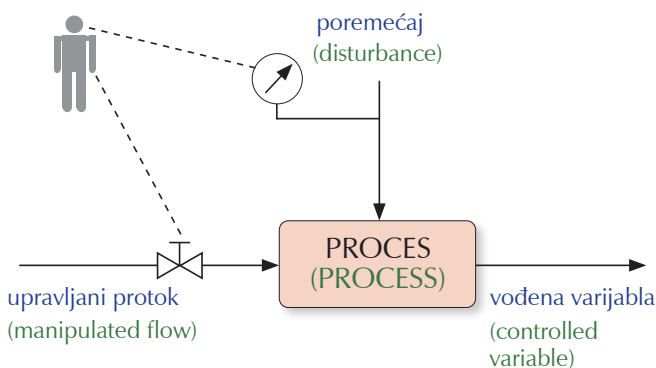 poremećaj
(disturbance)
PROCES
(PROCESS)
upravljani protok
(manipulated flow)
vođena varijabla
(controlled
variable)